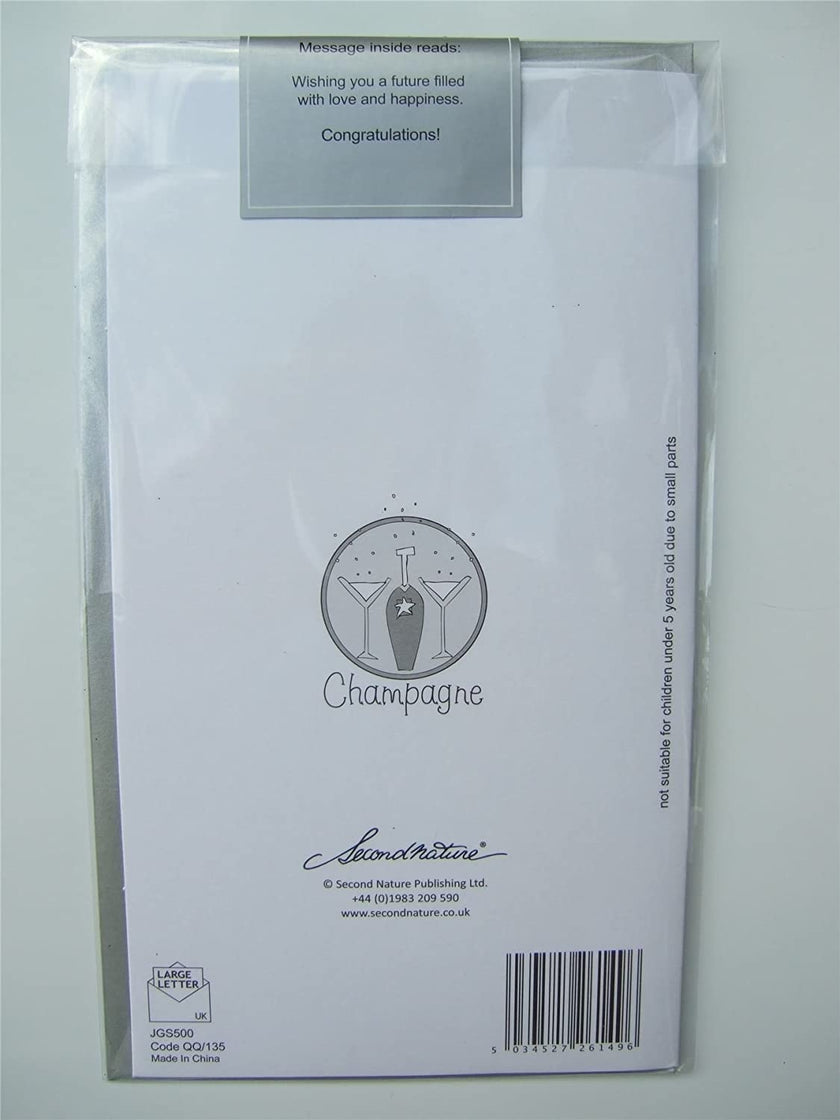 Message inside reads:
Wishing you a future filled
with love and happiness.
Congratulations!
not suitable for children under 5 years old due to small parts
Champagne
Secondnature®
© Second Nature Publishing Ltd.
+44 (0)1983 209 590
www.secondnature.co.uk
LARGE
LETTER
UK
JGS500
Code QQ/135
Made In China
5 034527 261496